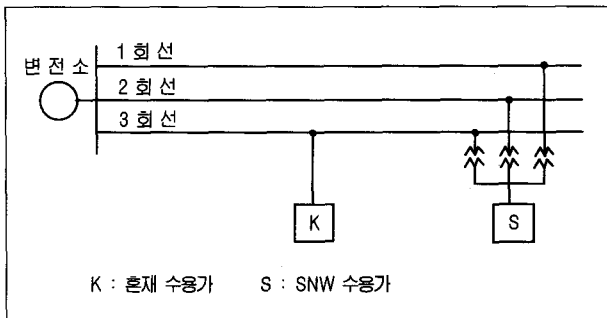 1 회 선
변 전 소
2 회 선
3 회 선
K
S
K : 혼재 수용가 S : SNW 수용가